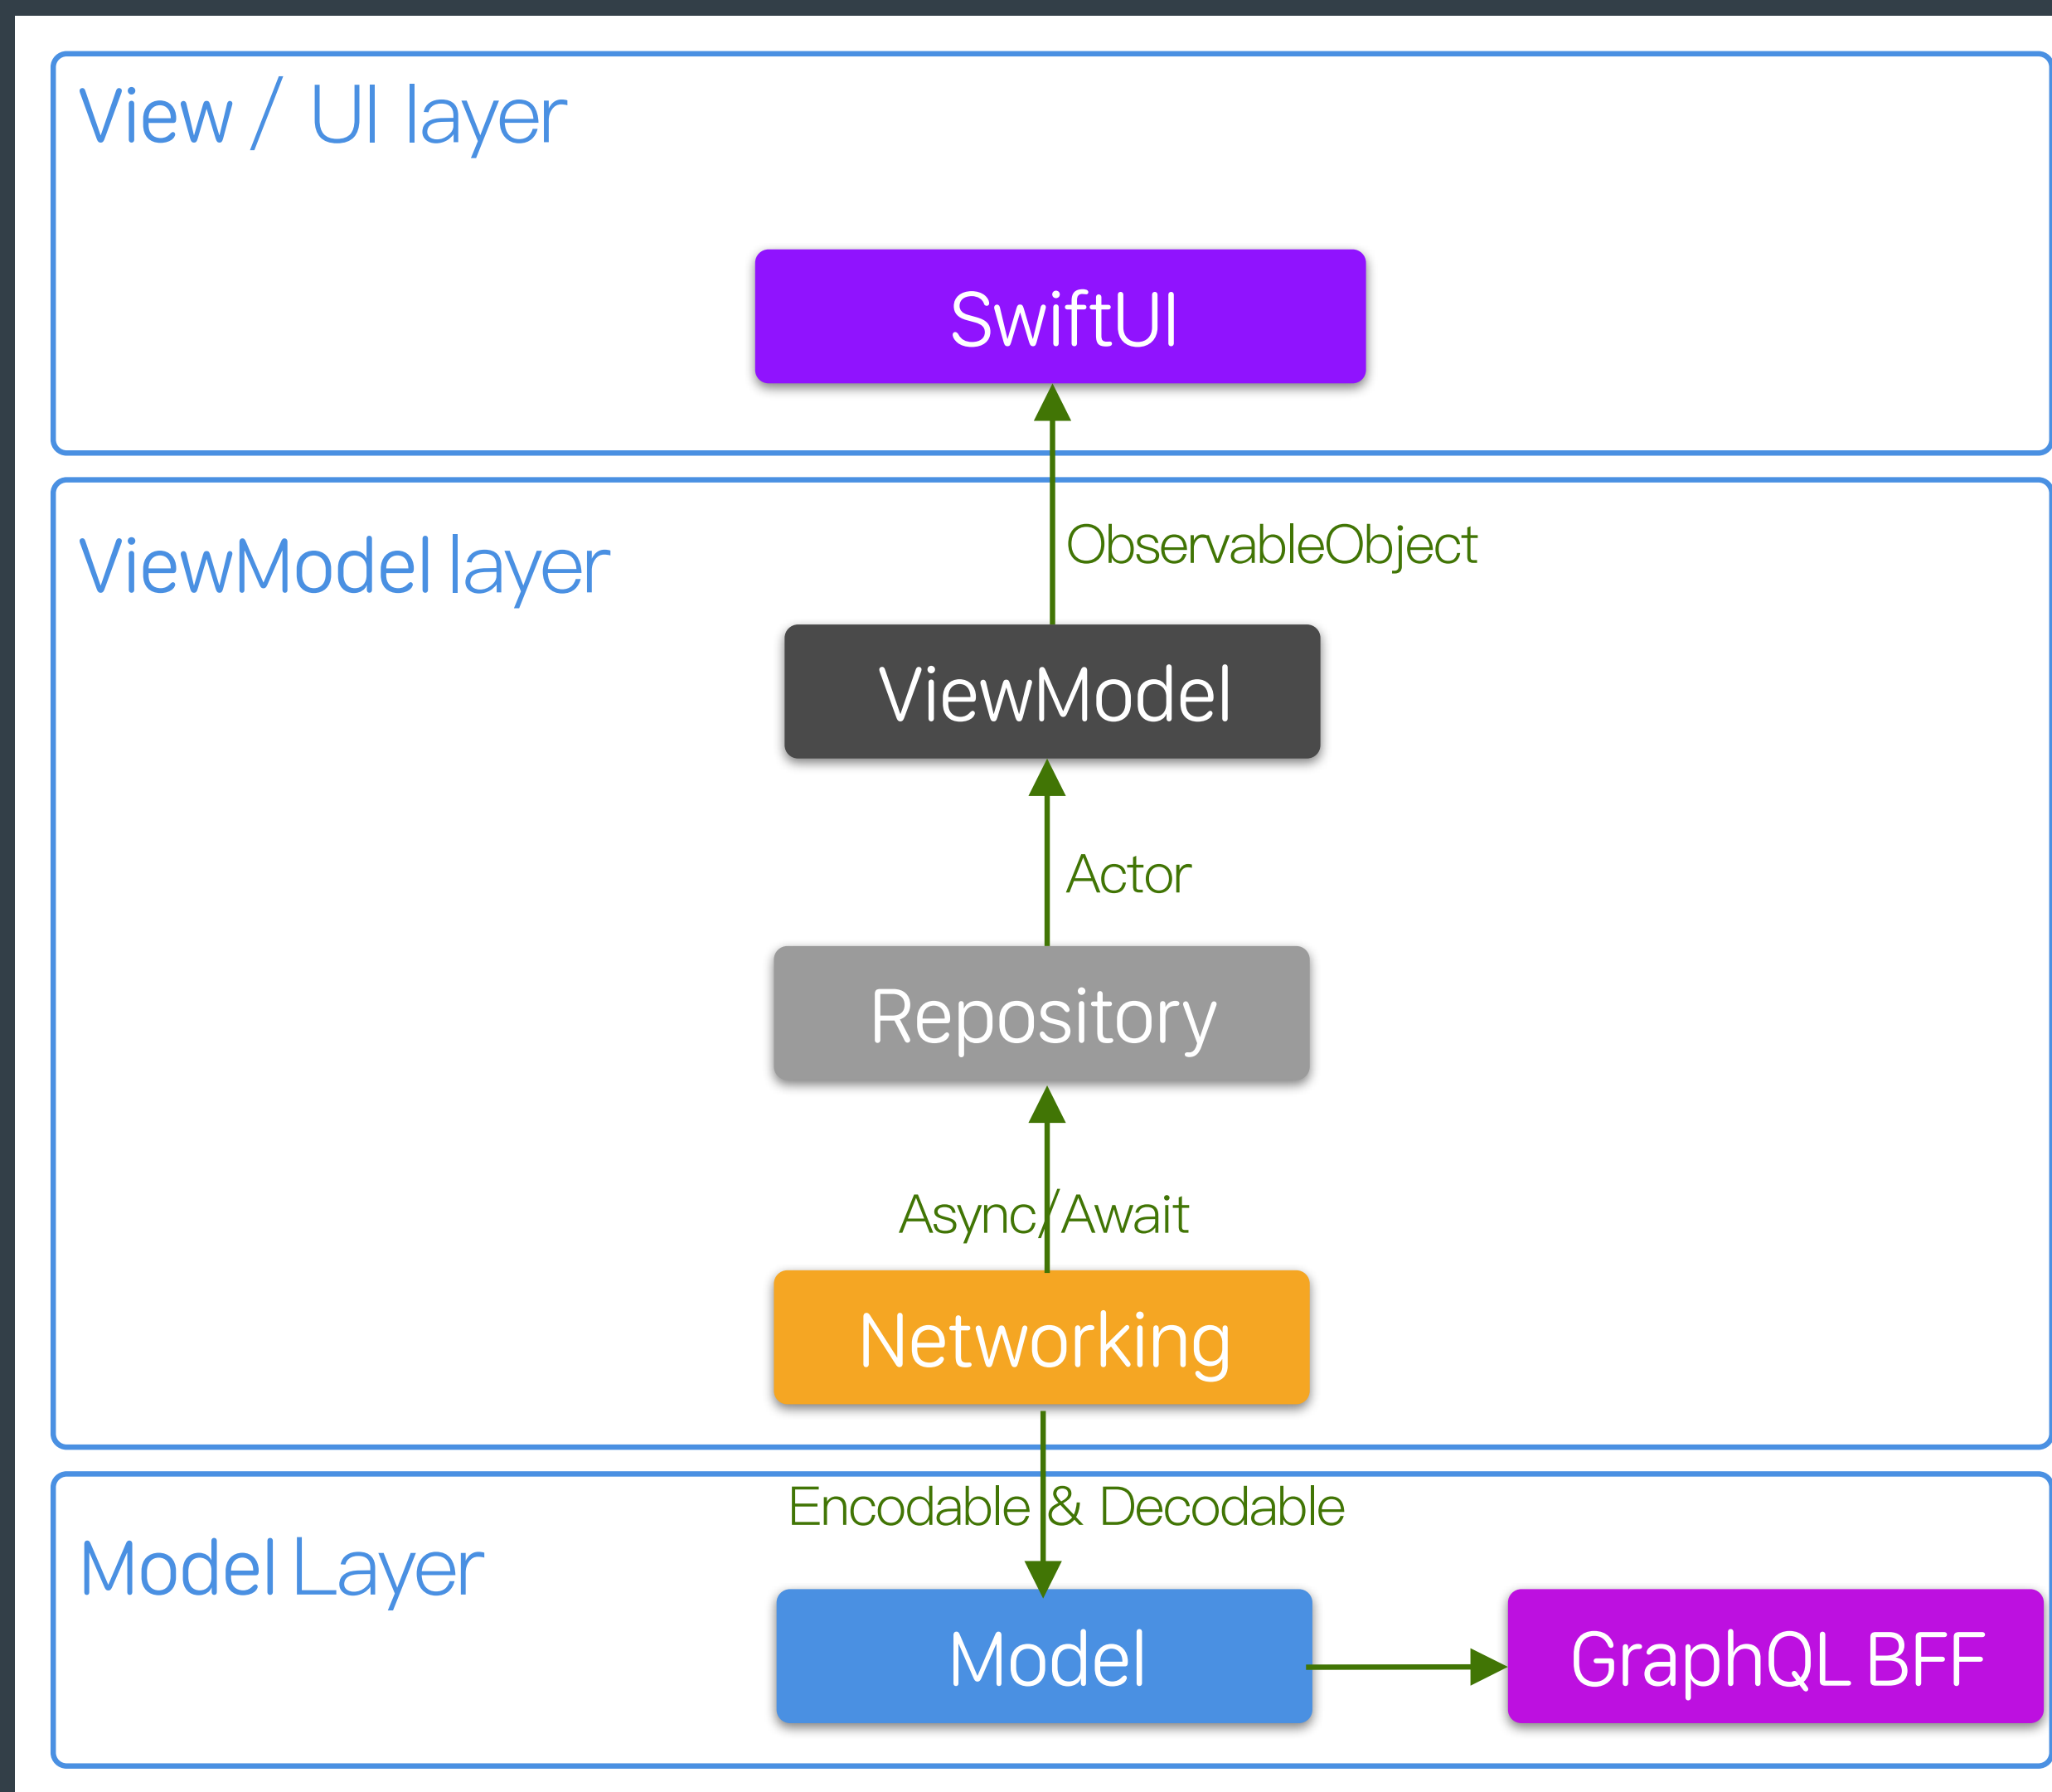 View/ UI layer
SwiftUI
ObservableObject
ViewModel layer
ViewModel
Actor
Repository
Async/Await
Networking
Encodable & Decodable
Model Layer
Model
GraphQL BFF